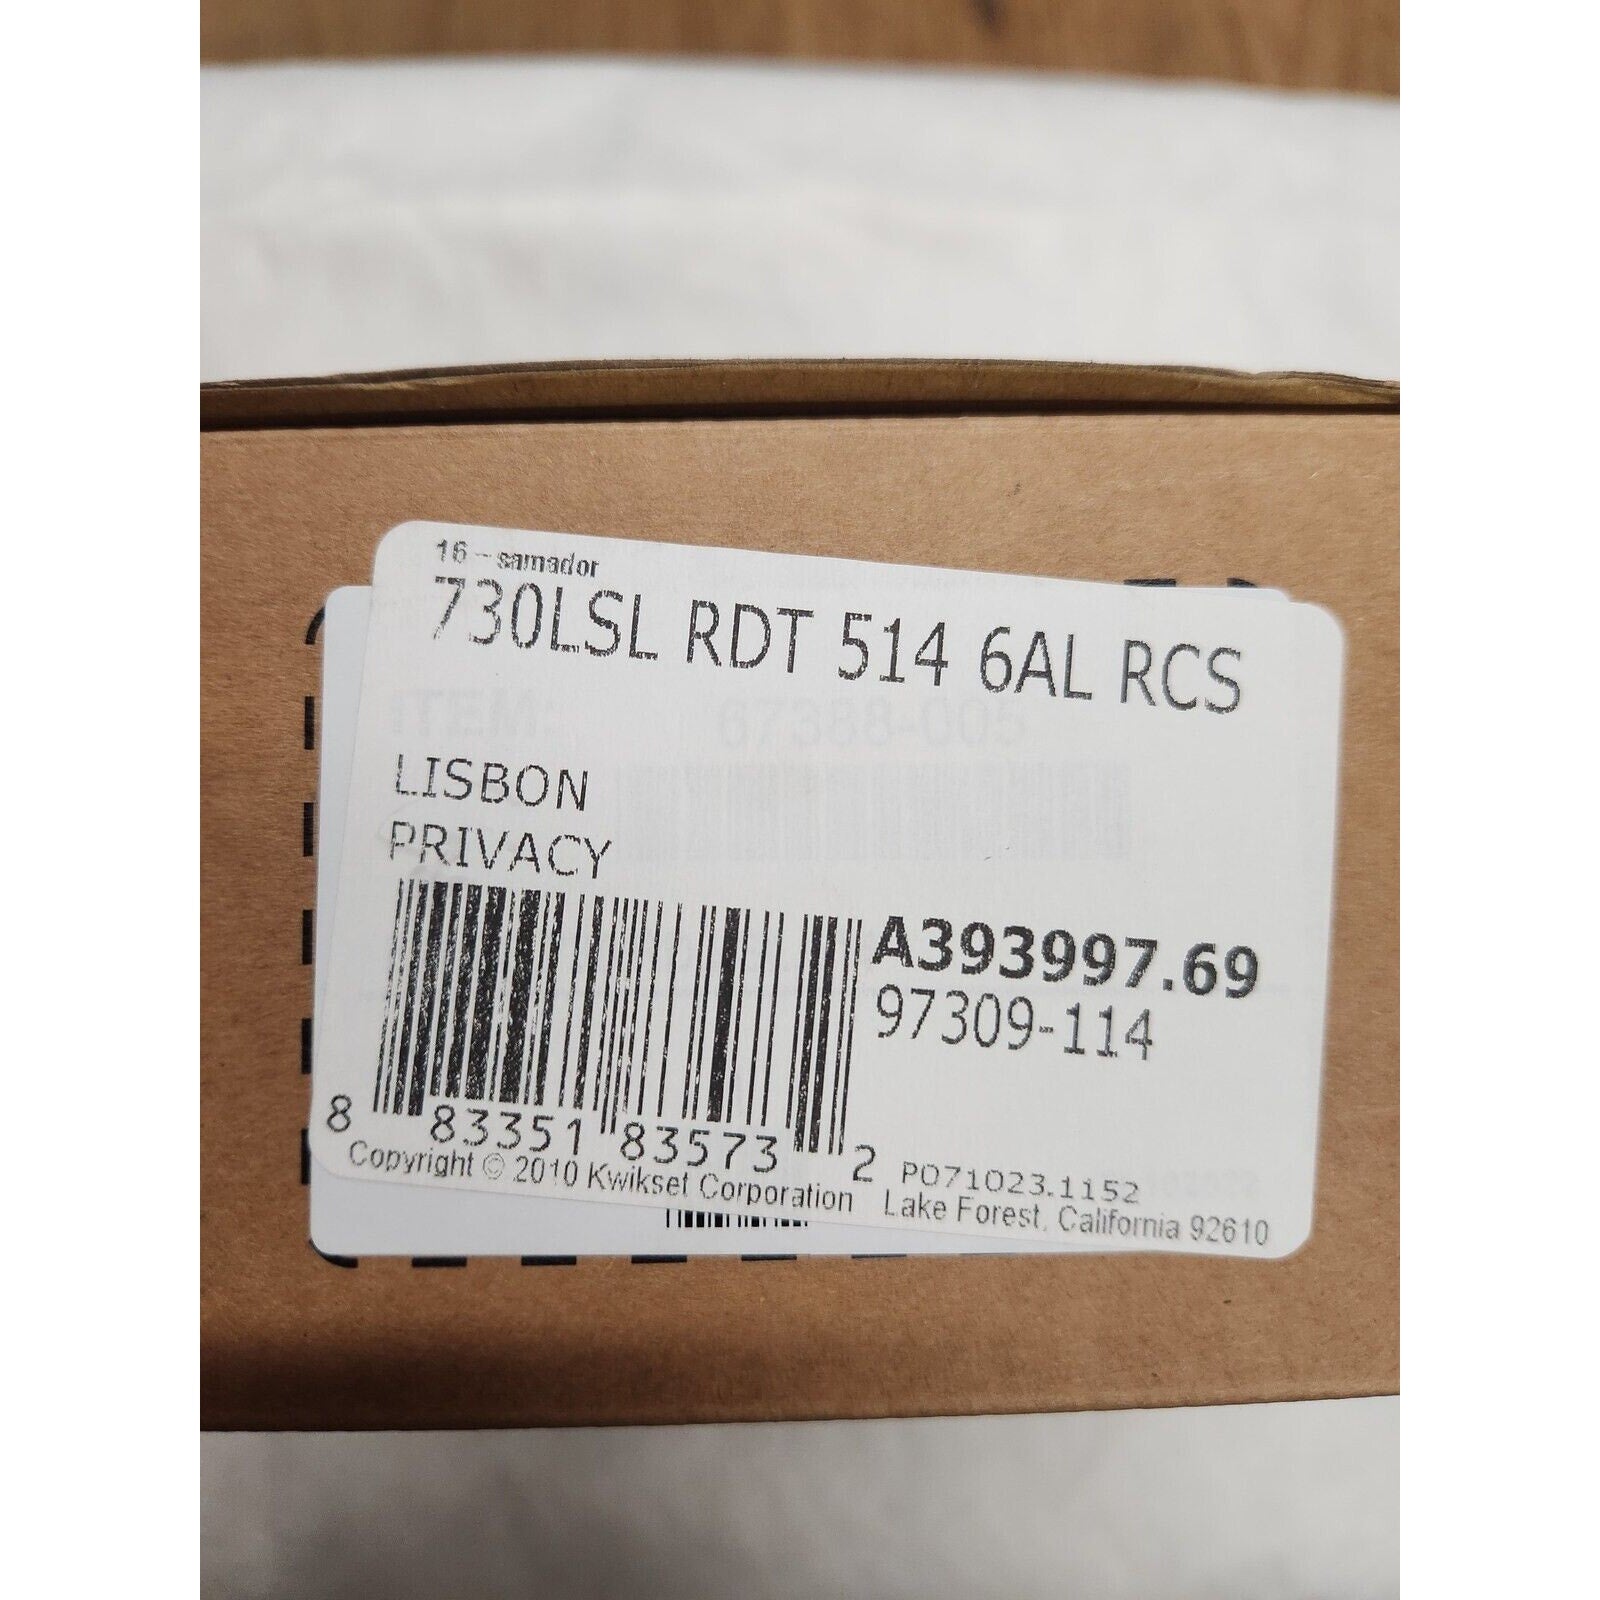 16 - samador
730LSL RDT 514 6AL RCS
ITEM: 67388-005
LISBON
PRIVACY
A393997.69
97309-114
8 83351 83573 2
PO71023.1152
Copyright © 2010 Kwikset Corporation Lake Forest, California 92610